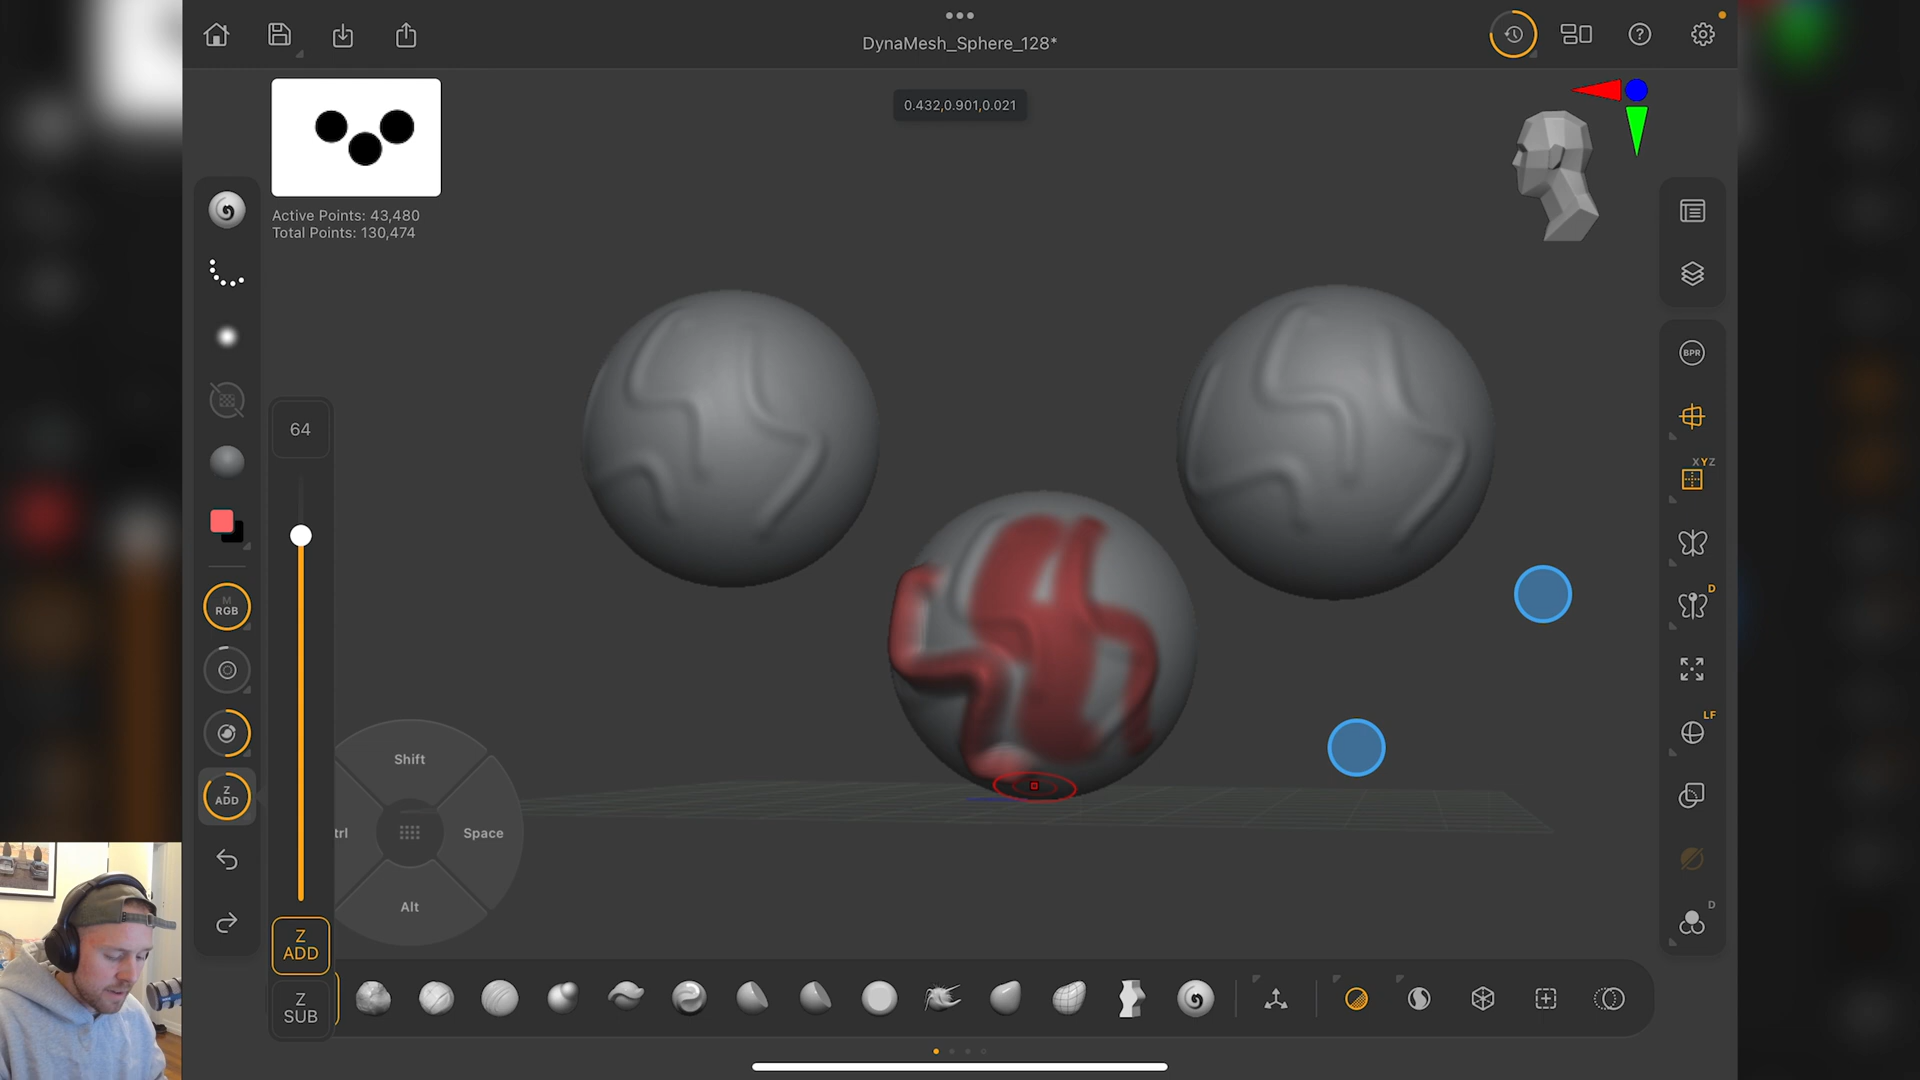 DynaMesh_Sphere_128*
0.432,0.901,0.021
Active Points: 43,480
Total Points: 130,474
64
BPR
XYZ
D
LF
D
M
RGB
Z
ADD
Shift
trl
Space
Alt
Z
ADD
Z
SUB